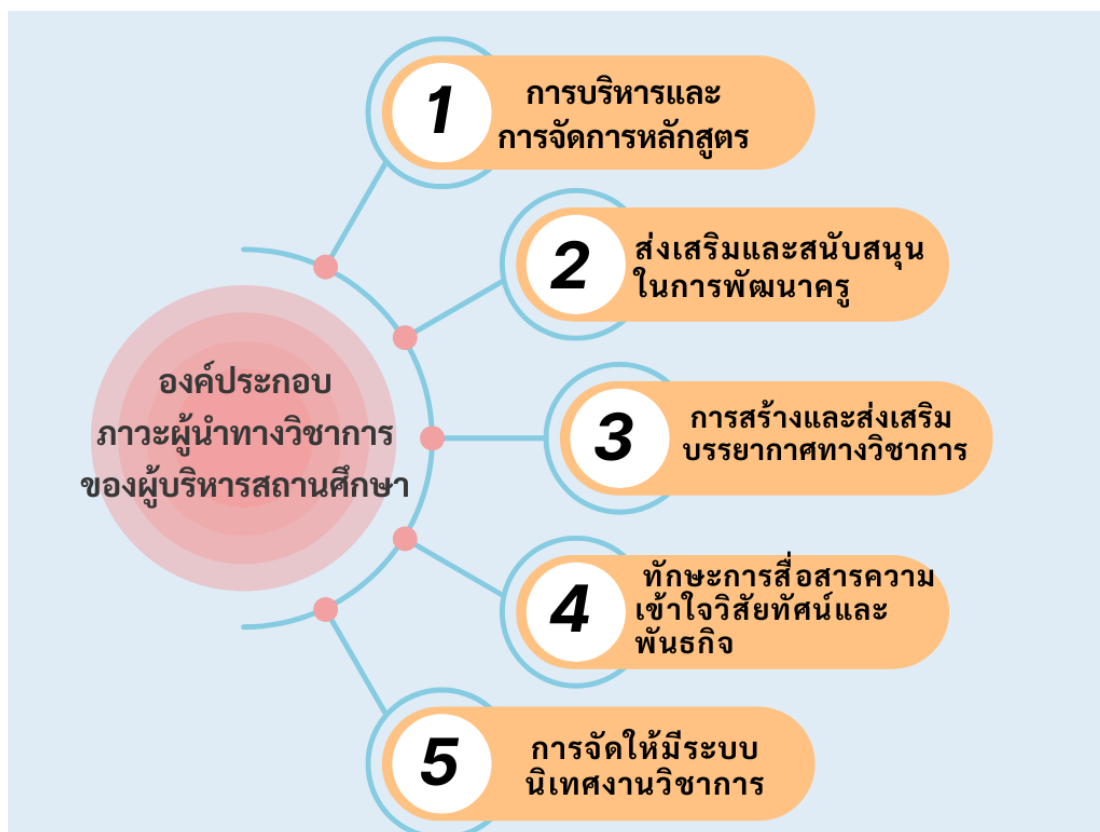 องค์ประกอบ
ภาวะผู้นำทางวิชาการ
ของผู้บริหารสถานศึกษา
1
การบริหารและ
การจัดการหลักสูตร
2
ส่งเสริมและสนับสนุน
ในการพัฒนาครู
3
การสร้างและส่งเสริม
บรรยากาศทางวิชาการ
4
ทักษะการสื่อสารความ
เข้าใจวิสัยทัศน์และ
พันธกิจ
5
การจัดให้มีระบบ
นิเทศงานวิชาการ